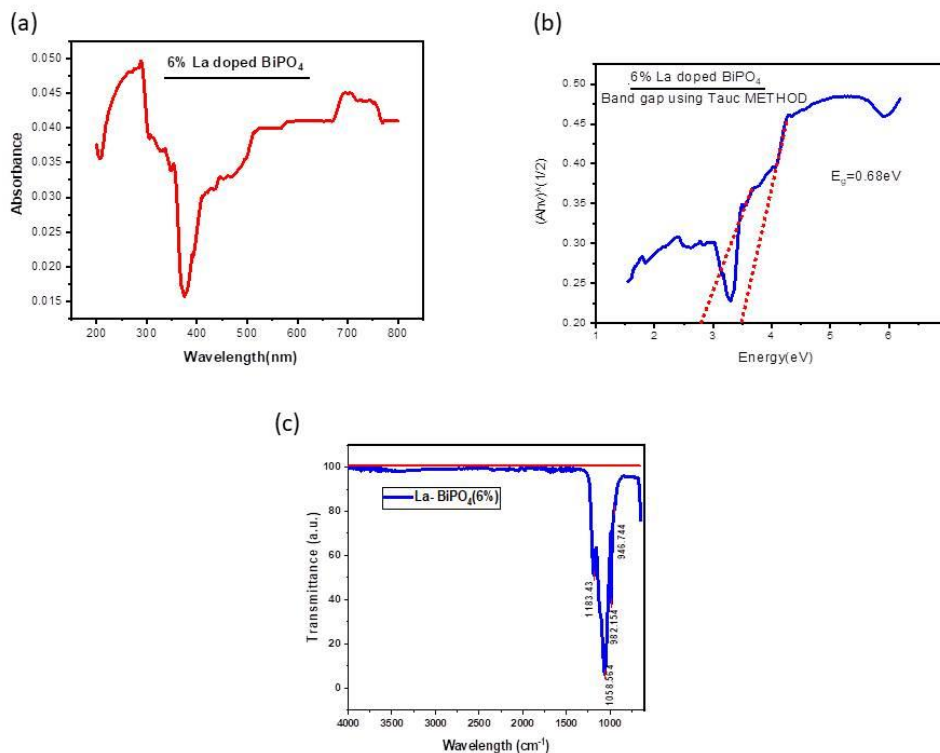 (a)
6% La doped BiPO₄
Absorbance
0.050
0.045
0.040
0.035
0.030
0.025
0.020
0.015
200 300 400 500 600 700 800
Wavelength(nm)
(b)
6% La doped BiPO₄
Band gap using Tauc METHOD
E_g=0.68eV
(Ahv)^(1/2)
0.50
0.45
0.40
0.35
0.30
0.25
0.20
1 2 3 4 5 6
Energy(eV)
(c)
La- BiPO₄(6%)
Transmittance (a.u.)
100
80
60
40
20
0
1183.43
1058.564
982.154
946.744
4000 3500 3000 2500 2000 1500 1000
Wavelength (cm⁻¹)